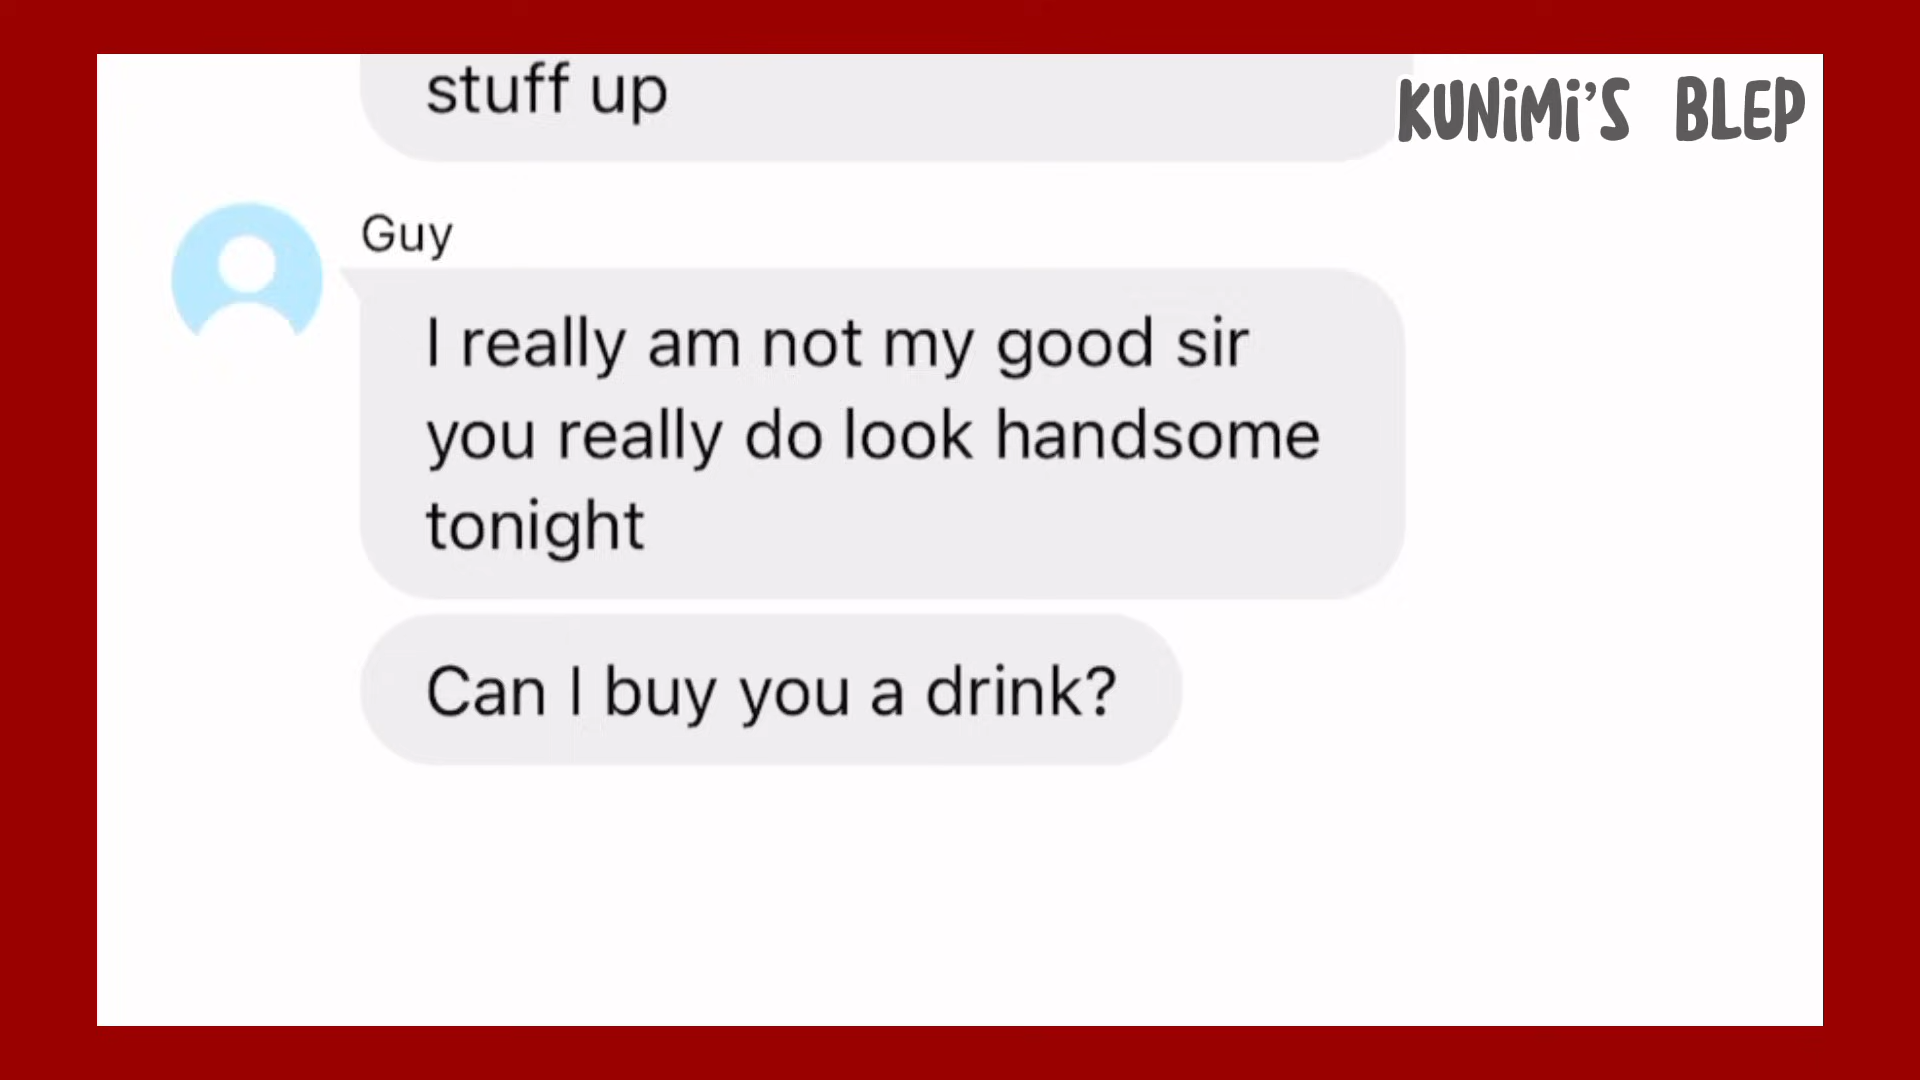 stuff up
KUNiMi'S BLEP
Guy
I really am not my good sir
you really do look handsome
tonight
Can I buy you a drink?